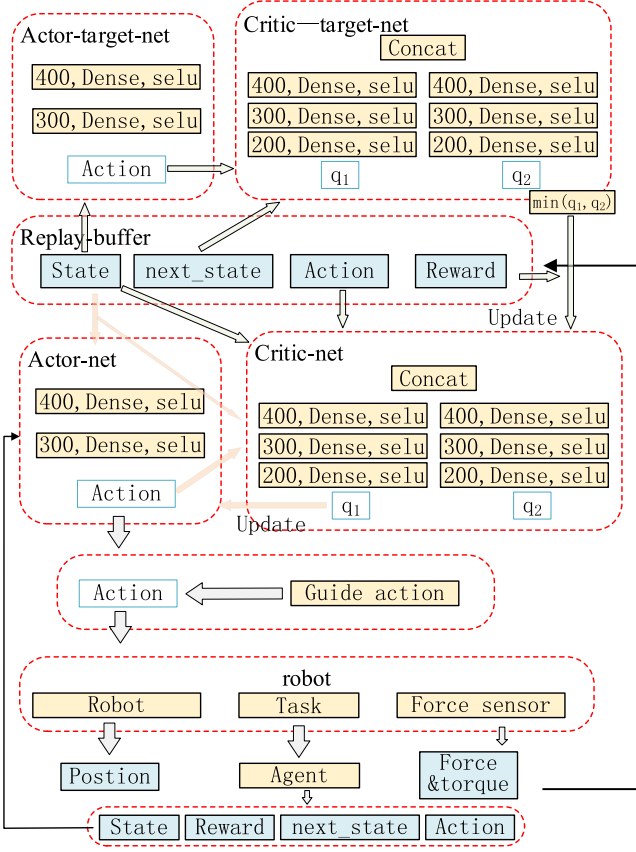 Actor-target-net
400, Dense, selu
300, Dense, selu
Action
Critic—target-net
Concat
400, Dense, selu
400, Dense, selu
300, Dense, selu
300, Dense, selu
200, Dense, selu
200, Dense, selu
q₁
q₂
min(q₁, q₂)
Replay-buffer
State
next_state
Action
Reward
Update
Actor-net
400, Dense, selu
300, Dense, selu
Action
Critic-net
Concat
400, Dense, selu
400, Dense, selu
300, Dense, selu
300, Dense, selu
200, Dense, selu
200, Dense, selu
q₁
q₂
Update
Action
Guide action
robot
Robot
Task
Force sensor
Postion
Agent
Force
&torque
State
Reward
next_state
Action